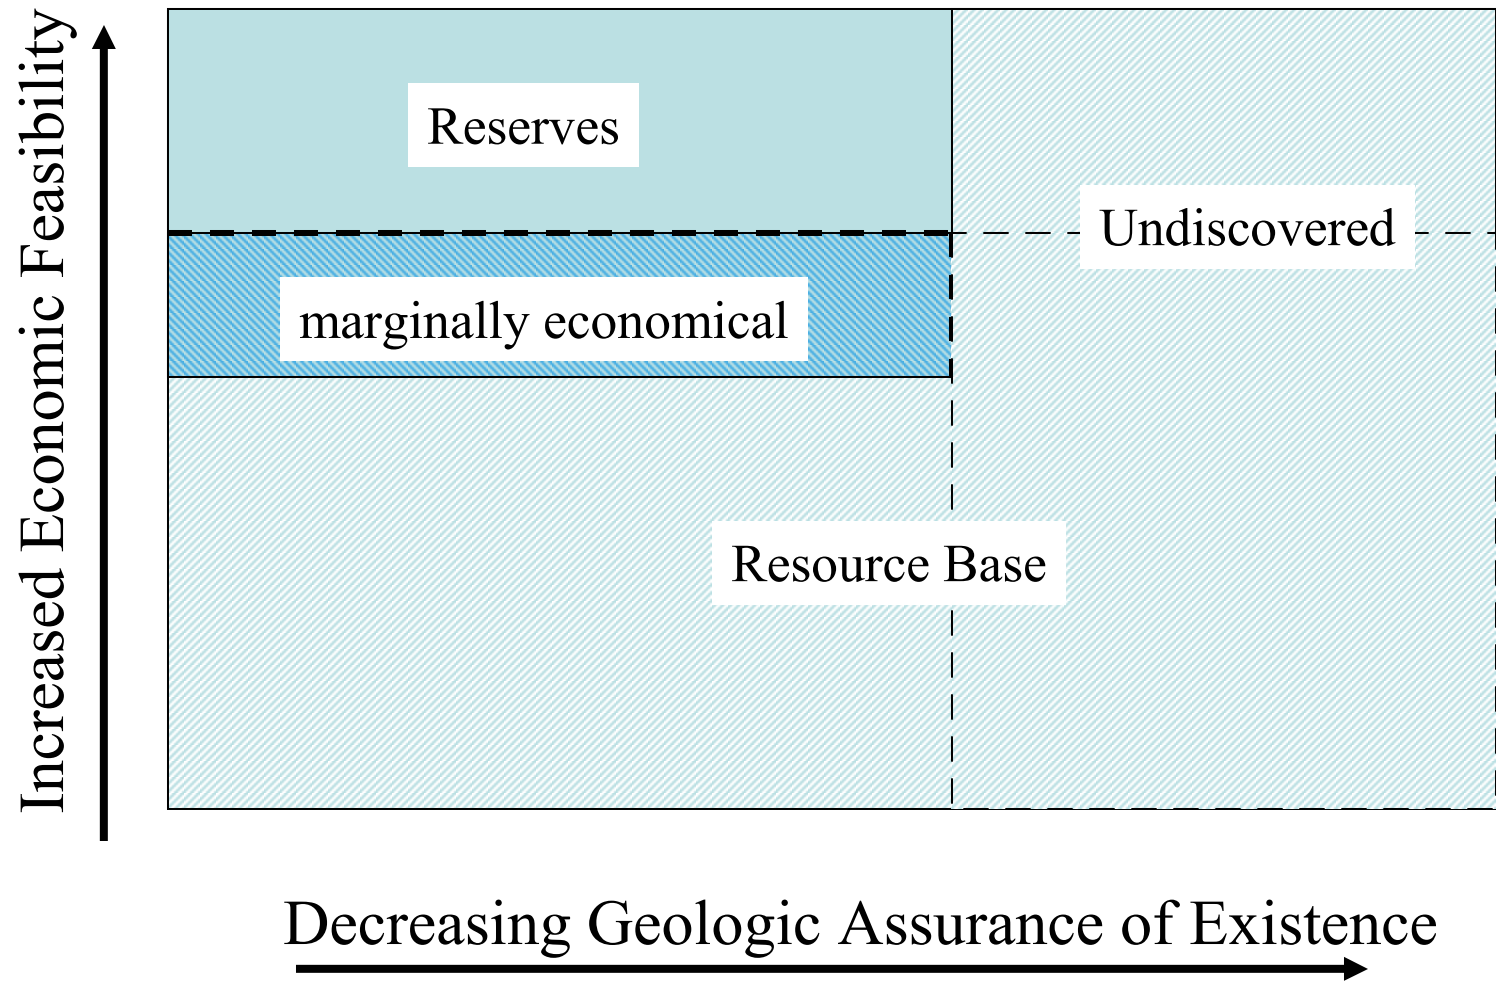 Increased Economic Feasibility
Reserves
Undiscovered
marginally economical
Resource Base
Decreasing Geologic Assurance of Existence